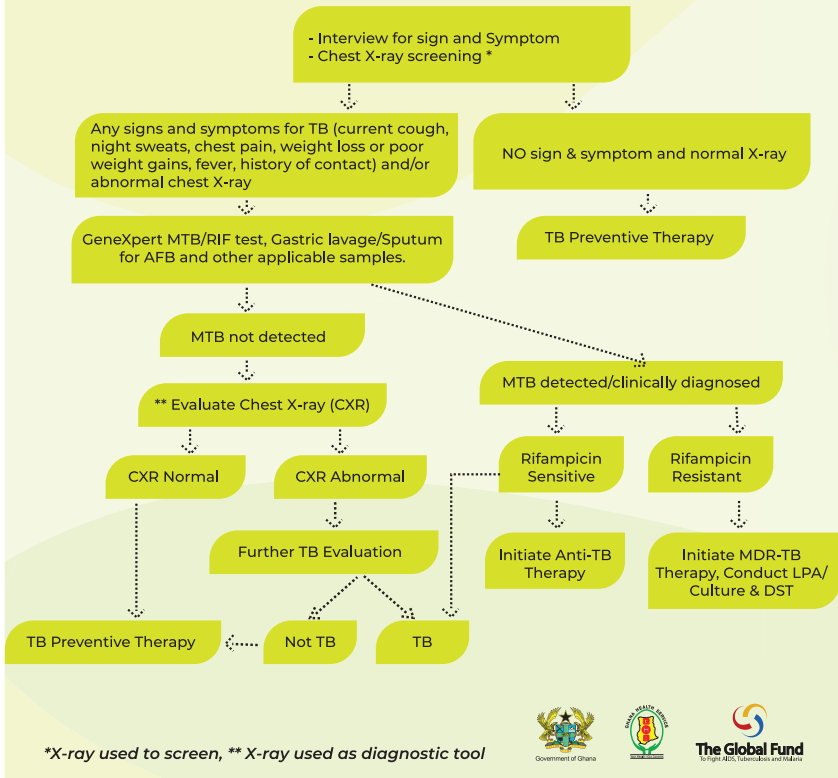 - Interview for sign and Symptom
- Chest X-ray screening *
Any signs and symptoms for TB (current cough,
night sweats, chest pain, weight loss or poor
weight gains, fever, history of contact) and/or
abnormal chest X-ray
NO sign & symptom and normal X-ray
GeneXpert MTB/RIF test, Gastric lavage/Sputum
for AFB and other applicable samples.
TB Preventive Therapy
MTB not detected
MTB detected/clinically diagnosed
** Evaluate Chest X-ray (CXR)
CXR Normal
CXR Abnormal
Rifampicin
Sensitive
Rifampicin
Resistant
Further TB Evaluation
Initiate Anti-TB
Therapy
Initiate MDR-TB
Therapy, Conduct LPA/
Culture & DST
TB Preventive Therapy
Not TB
TB
*X-ray used to screen, ** X-ray used as diagnostic tool
Government of Ghana
GHANA HEALTH SERVICE
The Global Fund
To Fight AIDS, Tuberculosis and Malaria